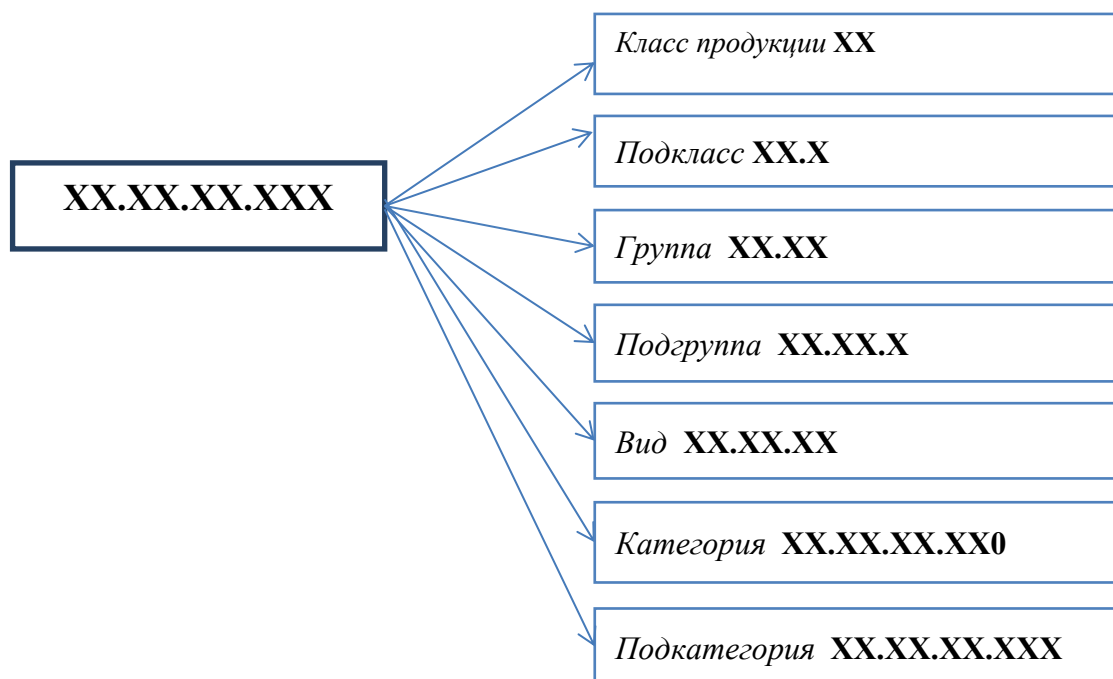 Класс продукции XX
Подкласс XX.X
XX.XX.XX.XXX
Группа XX.XX
Подгруппа XX.XX.X
Вид XX.XX.XX
Категория XX.XX.XX.XX0
Подкатегория XX.XX.XX.XXX